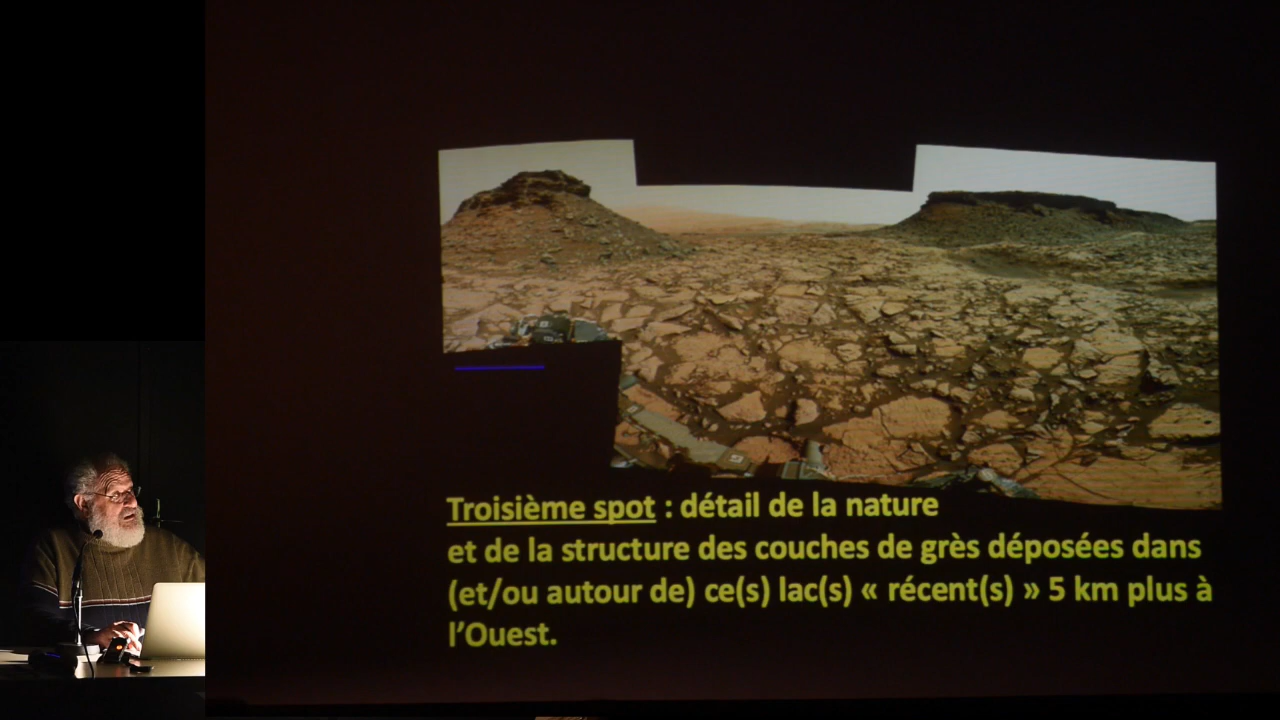 Troisième spot : détail de la nature
et de la structure des couches de grès déposées dans
(et/ou autour de) ce(s) lac(s) « récent(s) » 5 km plus à
l’Ouest.